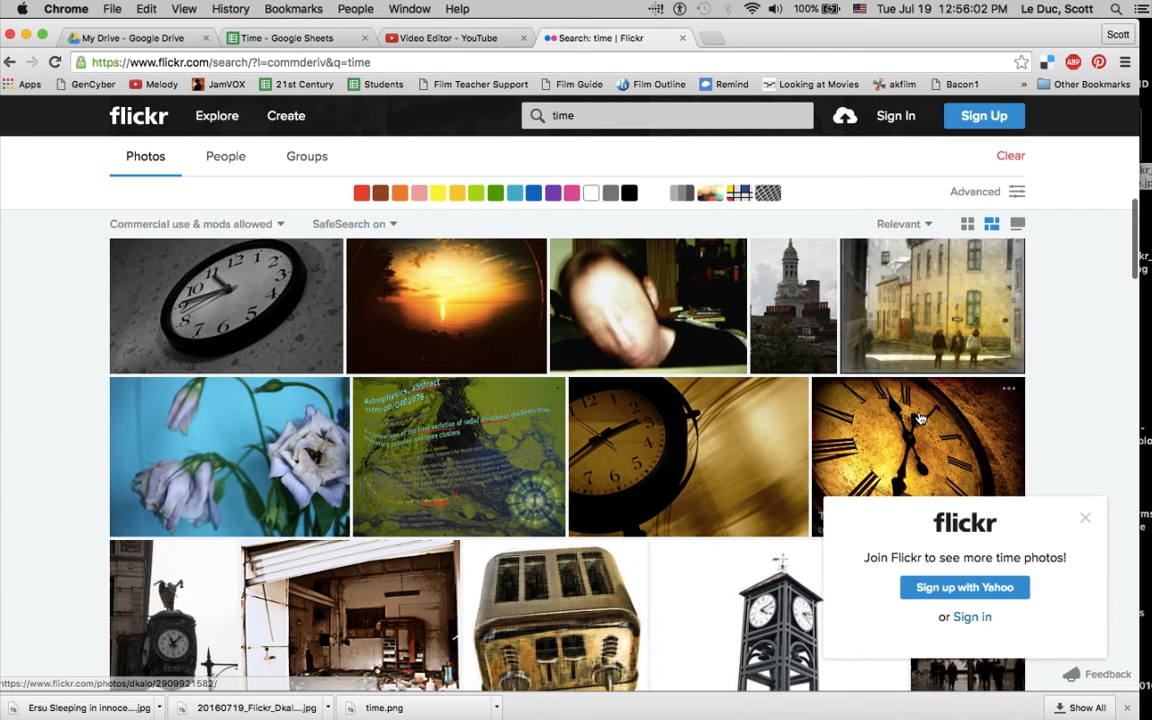 Chrome File Edit View History Bookmarks People Window Help 100% Tue Jul 19 12:56:02 PM Le Duc, Scott
My Drive - Google Drive Time - Google Sheets Video Editor - YouTube Search: time | Flickr Scott
https://www.flickr.com/search/?l=commderiv&q=time
Apps GenCyber Melody JamVOX 21st Century Students Film Teacher Support Film Guide Film Outline Remind Looking at Movies akfilm Bacon1 » Other Bookmarks
flickr Explore Create time Sign In Sign Up
Photos People Groups Clear
Advanced
Commercial use & mods allowed SafeSearch on Relevant
Astrophysics, abstract
astro-ph/0401076
flickr
Join Flickr to see more time photos!
Sign up with Yahoo
or Sign in
Feedback
https://www.flickr.com/photos/dkalo/2909921582/
Ersu Sleeping in innoce....jpg 20160719_Flickr_Dkal....jpg time.png Show All